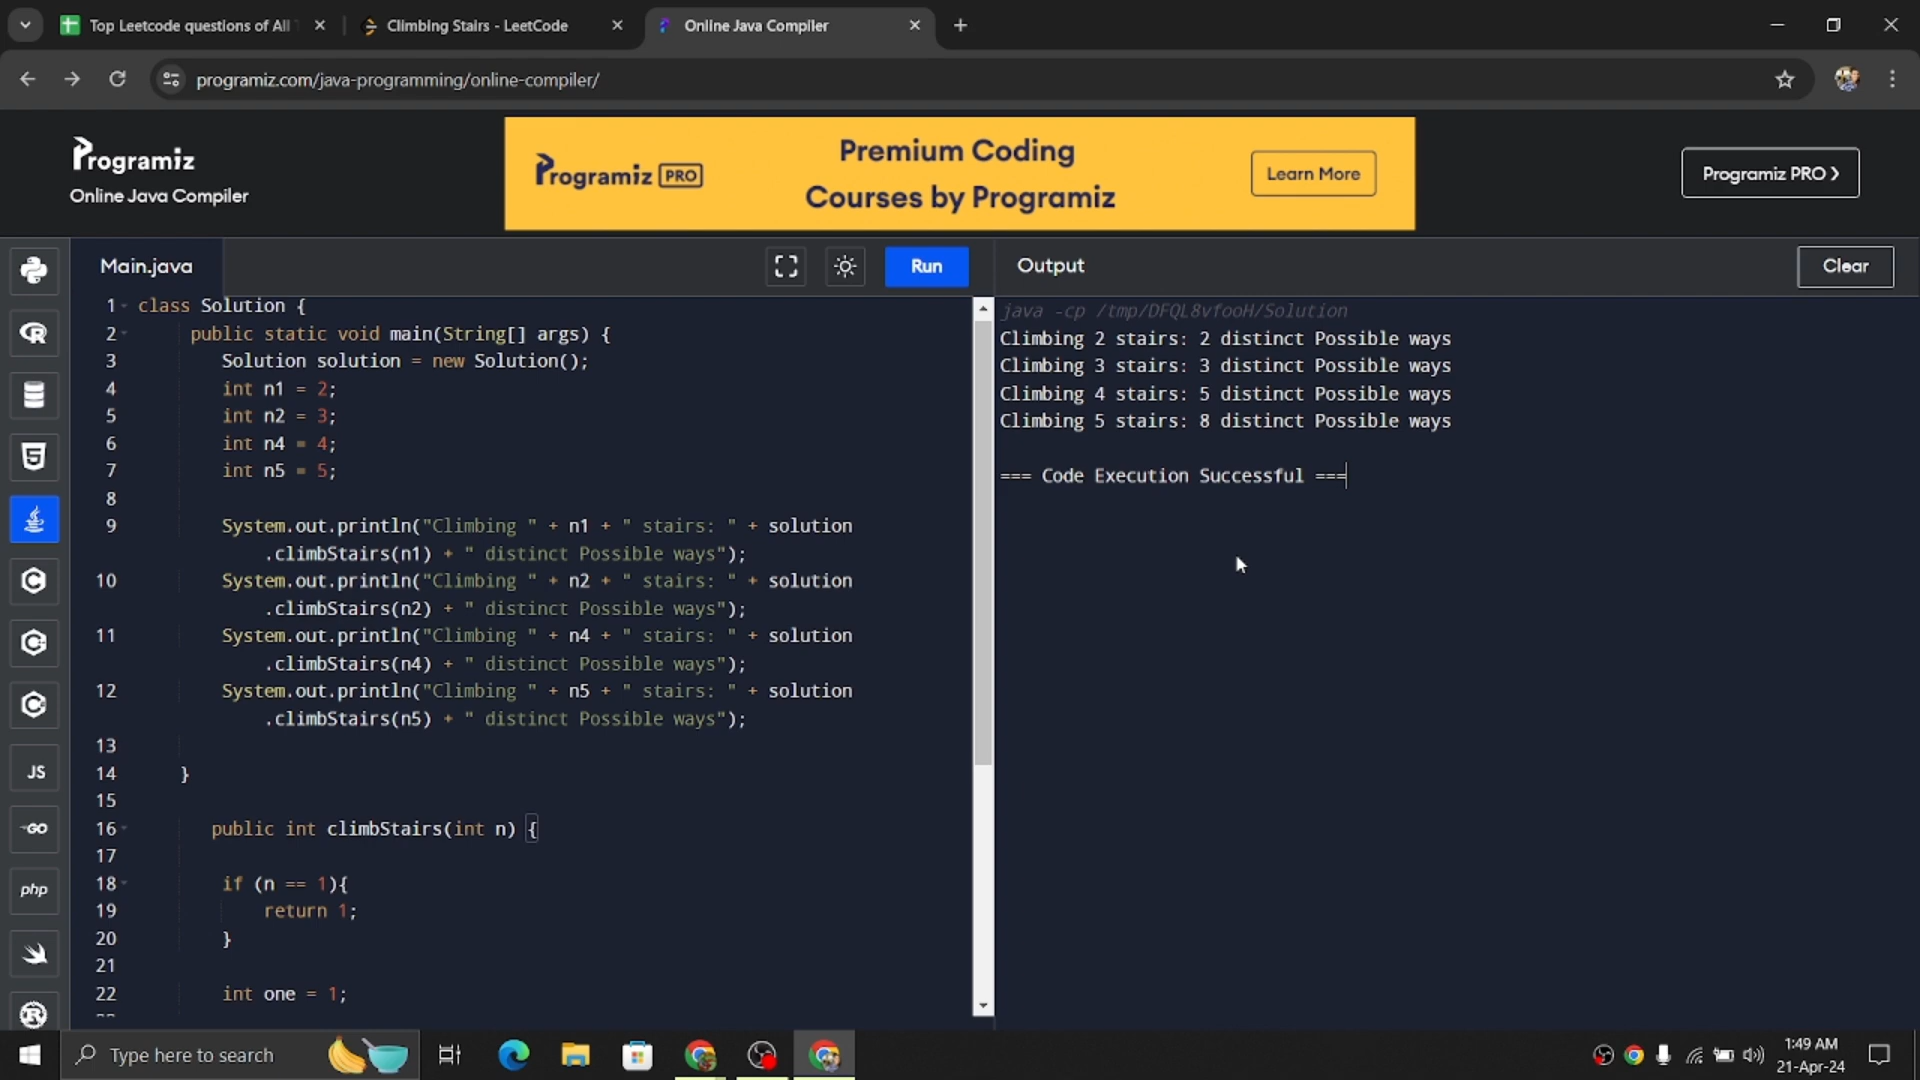 Top Leetcode questions of All
Climbing Stairs - LeetCode
Online Java Compiler
programiz.com/java-programming/online-compiler/
Programiz
Online Java Compiler
Programiz PRO
Premium Coding
Courses by Programiz
Learn More
Programiz PRO ❯
Main.java
Run
Output
Clear
1 class Solution {
2 public static void main(String[] args) {
3 Solution solution = new Solution();
4 int n1 = 2;
5 int n2 = 3;
6 int n4 = 4;
7 int n5 = 5;
8
9 System.out.println("Climbing " + n1 + " stairs: " + solution
.climbStairs(n1) + " distinct Possible ways");
10 System.out.println("Climbing " + n2 + " stairs: " + solution
.climbStairs(n2) + " distinct Possible ways");
11 System.out.println("Climbing " + n4 + " stairs: " + solution
.climbStairs(n4) + " distinct Possible ways");
12 System.out.println("Climbing " + n5 + " stairs: " + solution
.climbStairs(n5) + " distinct Possible ways");
13
14 }
15
16 public int climbStairs(int n) {
17
18 if (n == 1){
19 return 1;
20 }
21
22 int one = 1;
java -cp /tmp/DFQL8vfooH/Solution
Climbing 2 stairs: 2 distinct Possible ways
Climbing 3 stairs: 3 distinct Possible ways
Climbing 4 stairs: 5 distinct Possible ways
Climbing 5 stairs: 8 distinct Possible ways
=== Code Execution Successful ===
JS
GO
php
Type here to search
1:49 AM
21-Apr-24